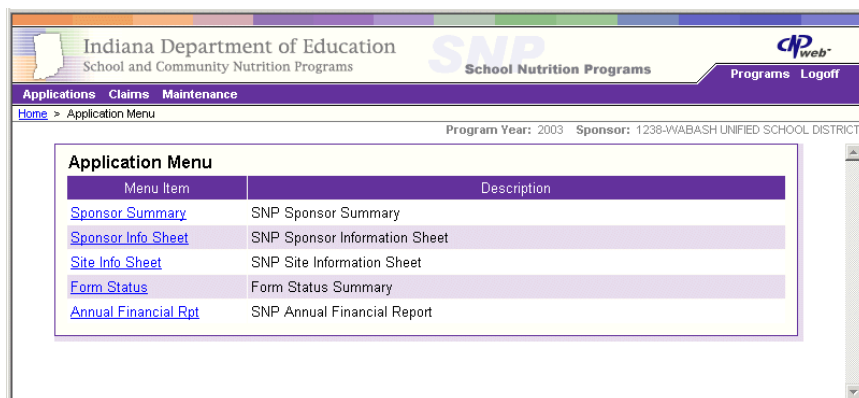 Indiana Department of Education
School and Community Nutrition Programs
SNP
School Nutrition Programs
CNPweb
Programs Logoff
Applications Claims Maintenance
Home > Application Menu
Program Year: 2003 Sponsor: 1238-WABASH UNIFIED SCHOOL DISTRICT
Application Menu
Menu Item Description
Sponsor Summary SNP Sponsor Summary
Sponsor Info Sheet SNP Sponsor Information Sheet
Site Info Sheet SNP Site Information Sheet
Form Status Form Status Summary
Annual Financial Rpt SNP Annual Financial Report